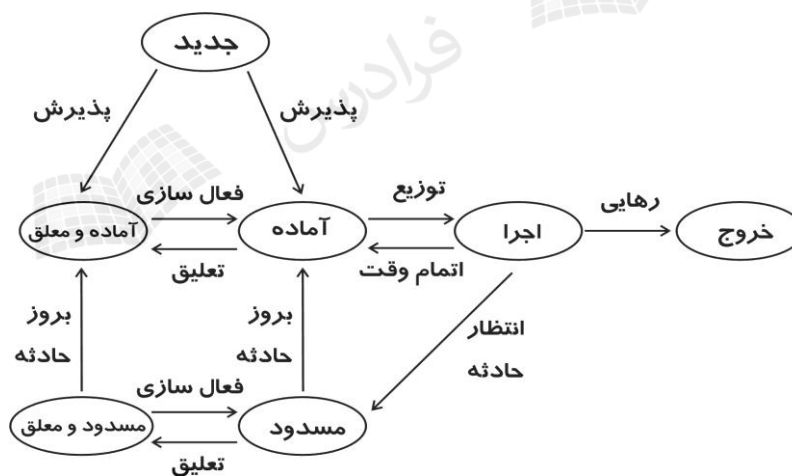 جدید
فرادرس
پذیرش
پذیرش
فعال سازی
توزیع
رهایی
آماده و معلق
آماده
اجرا
خروج
تعلیق
اتمام وقت
بروز
حادثه
بروز
حادثه
انتظار
حادثه
فعال سازی
مسدود و معلق
مسدود
تعلیق